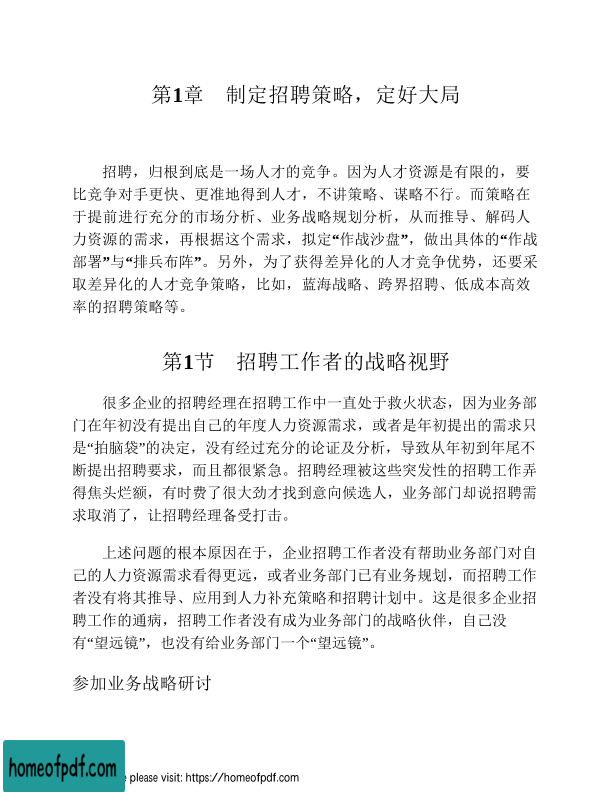 第1章 制定招聘策略，定好大局
招聘，归根到底是一场人才的竞争。因为人才资源是有限的，要
比竞争对手更快、更准地得到人才，不讲策略、谋略不行。而策略在
于提前进行充分的市场分析、业务战略规划分析，从而推导、解码人
力资源的需求，再根据这个需求，拟定“作战沙盘”，做出具体的“作战
部署”与“排兵布阵”。另外，为了获得差异化的人才竞争优势，还要采
取差异化的人才竞争策略，比如，蓝海战略、跨界招聘、低成本高效
率的招聘策略等。
第1节 招聘工作者的战略视野
很多企业的招聘经理在招聘工作中一直处于救火状态，因为业务部
门在年初没有提出自己的年度人力资源需求，或者是年初提出的需求只
是“拍脑袋”的决定，没有经过充分的论证及分析，导致从年初到年尾不
断提出招聘要求，而且都很紧急。招聘经理被这些突发性的招聘工作弄
得焦头烂额，有时费了很大劲才找到意向候选人，业务部门却说招聘需
求取消了，让招聘经理备受打击。
上述问题的根本原因在于，企业招聘工作者没有帮助业务部门对自
己的人力资源需求看得更远，或者业务部门已有业务规划，而招聘工作
者没有将其推导、应用到人力补充策略和招聘计划中。这是很多企业招
聘工作的通病，招聘工作者没有成为业务部门的战略伙伴，自己没
有“望远镜”，也没有给业务部门一个“望远镜”。
参加业务战略研讨
homeofpdf.com
please visit: https://homeofpdf.com